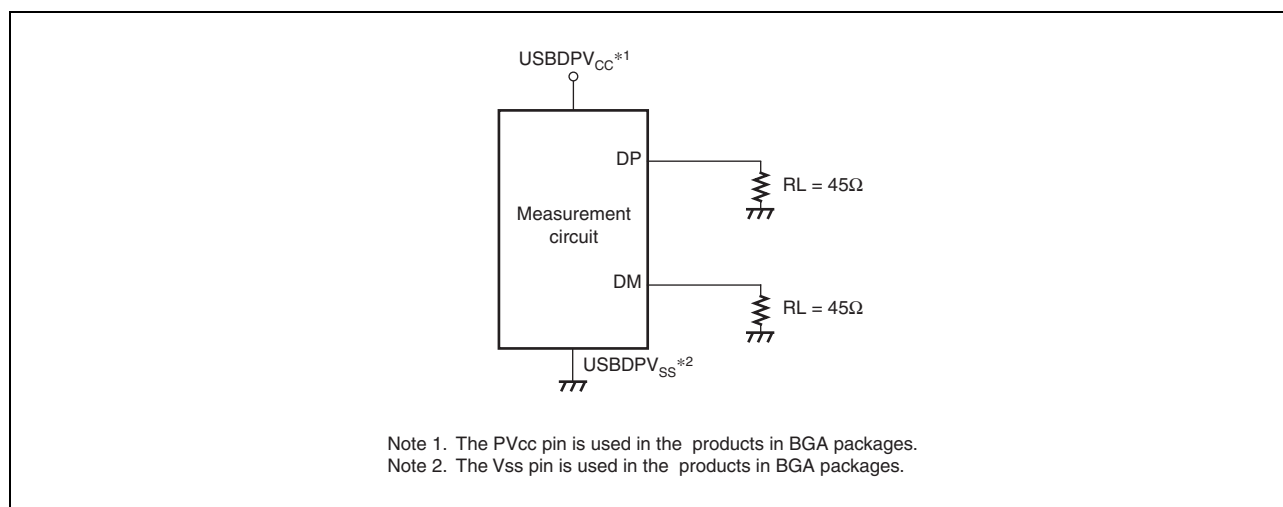 USBDPVCC*1
DP
RL = 45Ω
Measurement
circuit
DM
RL = 45Ω
USBDPVSS*2
Note 1. The PVcc pin is used in the products in BGA packages.
Note 2. The Vss pin is used in the products in BGA packages.